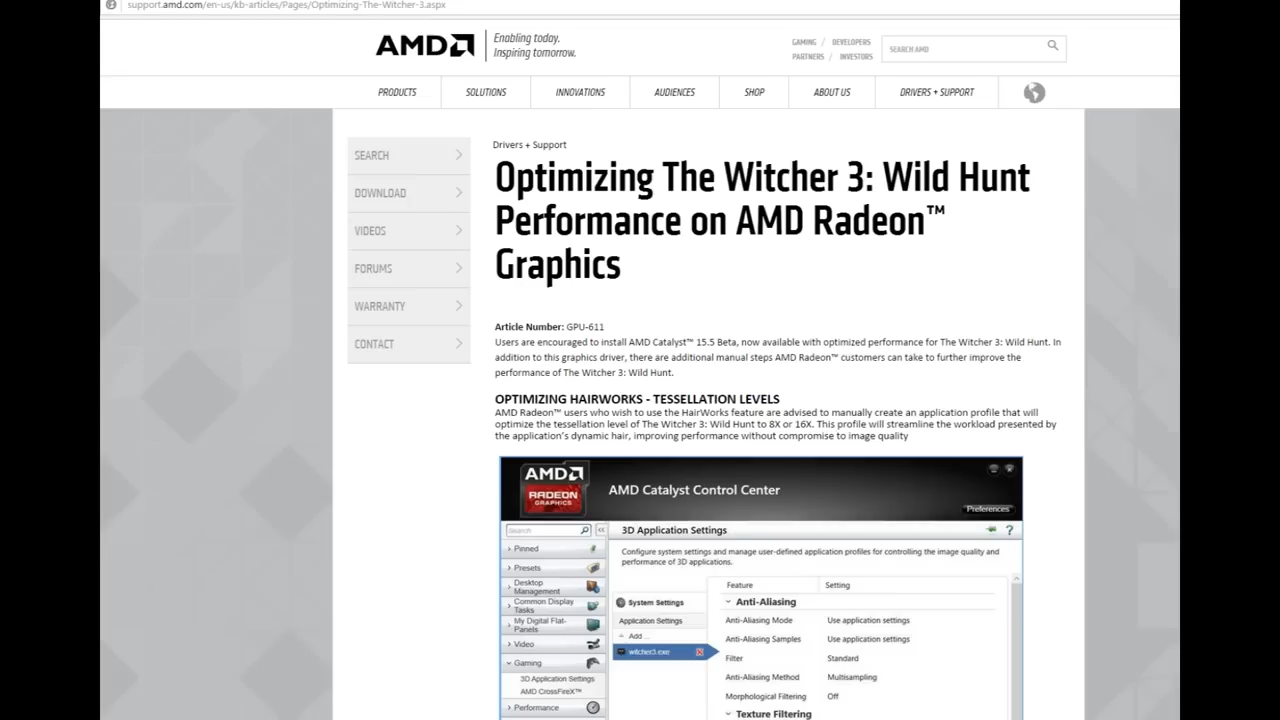 support.amd.com/en-us/kb-articles/Pages/Optimizing-The-Witcher-3.aspx
AMD
Enabling today.
Inspiring tomorrow.
GAMING / DEVELOPERS
PARTNERS / INVESTORS
SEARCH AMD
PRODUCTS
SOLUTIONS
INNOVATIONS
AUDIENCES
SHOP
ABOUT US
DRIVERS + SUPPORT
SEARCH
DOWNLOAD
VIDEOS
FORUMS
WARRANTY
CONTACT
Drivers + Support
Optimizing The Witcher 3: Wild Hunt
Performance on AMD Radeon™
Graphics
Article Number: GPU-611
Users are encouraged to install AMD Catalyst™ 15.5 Beta, now available with optimized performance for The Witcher 3: Wild Hunt. In
addition to this graphics driver, there are additional manual steps AMD Radeon™ customers can take to further improve the
performance of The Witcher 3: Wild Hunt.
OPTIMIZING HAIRWORKS - TESSELLATION LEVELS
AMD Radeon™ users who wish to use the HairWorks feature are advised to manually create an application profile that will
optimize the tessellation level of The Witcher 3: Wild Hunt to 8X or 16X. This profile will streamline the workload presented by
the application's dynamic hair, improving performance without compromise to image quality
AMD
RADEON
GRAPHICS
AMD Catalyst Control Center
Preferences
Search
Pinned
Presets
Desktop
Management
Common Display
Tasks
My Digital Flat-
Panels
Video
Gaming
3D Application Settings
AMD CrossFireX™
Performance
3D Application Settings
Configure system settings and manage user-defined application profiles for controlling the image quality and
performance of 3D applications.
System Settings
Application Settings
Add ...
witcher3.exe
Feature Setting
Anti-Aliasing
Anti-Aliasing Mode Use application settings
Anti-Aliasing Samples Use application settings
Filter Standard
Anti-Aliasing Method Multisampling
Morphological Filtering Off
Texture Filtering